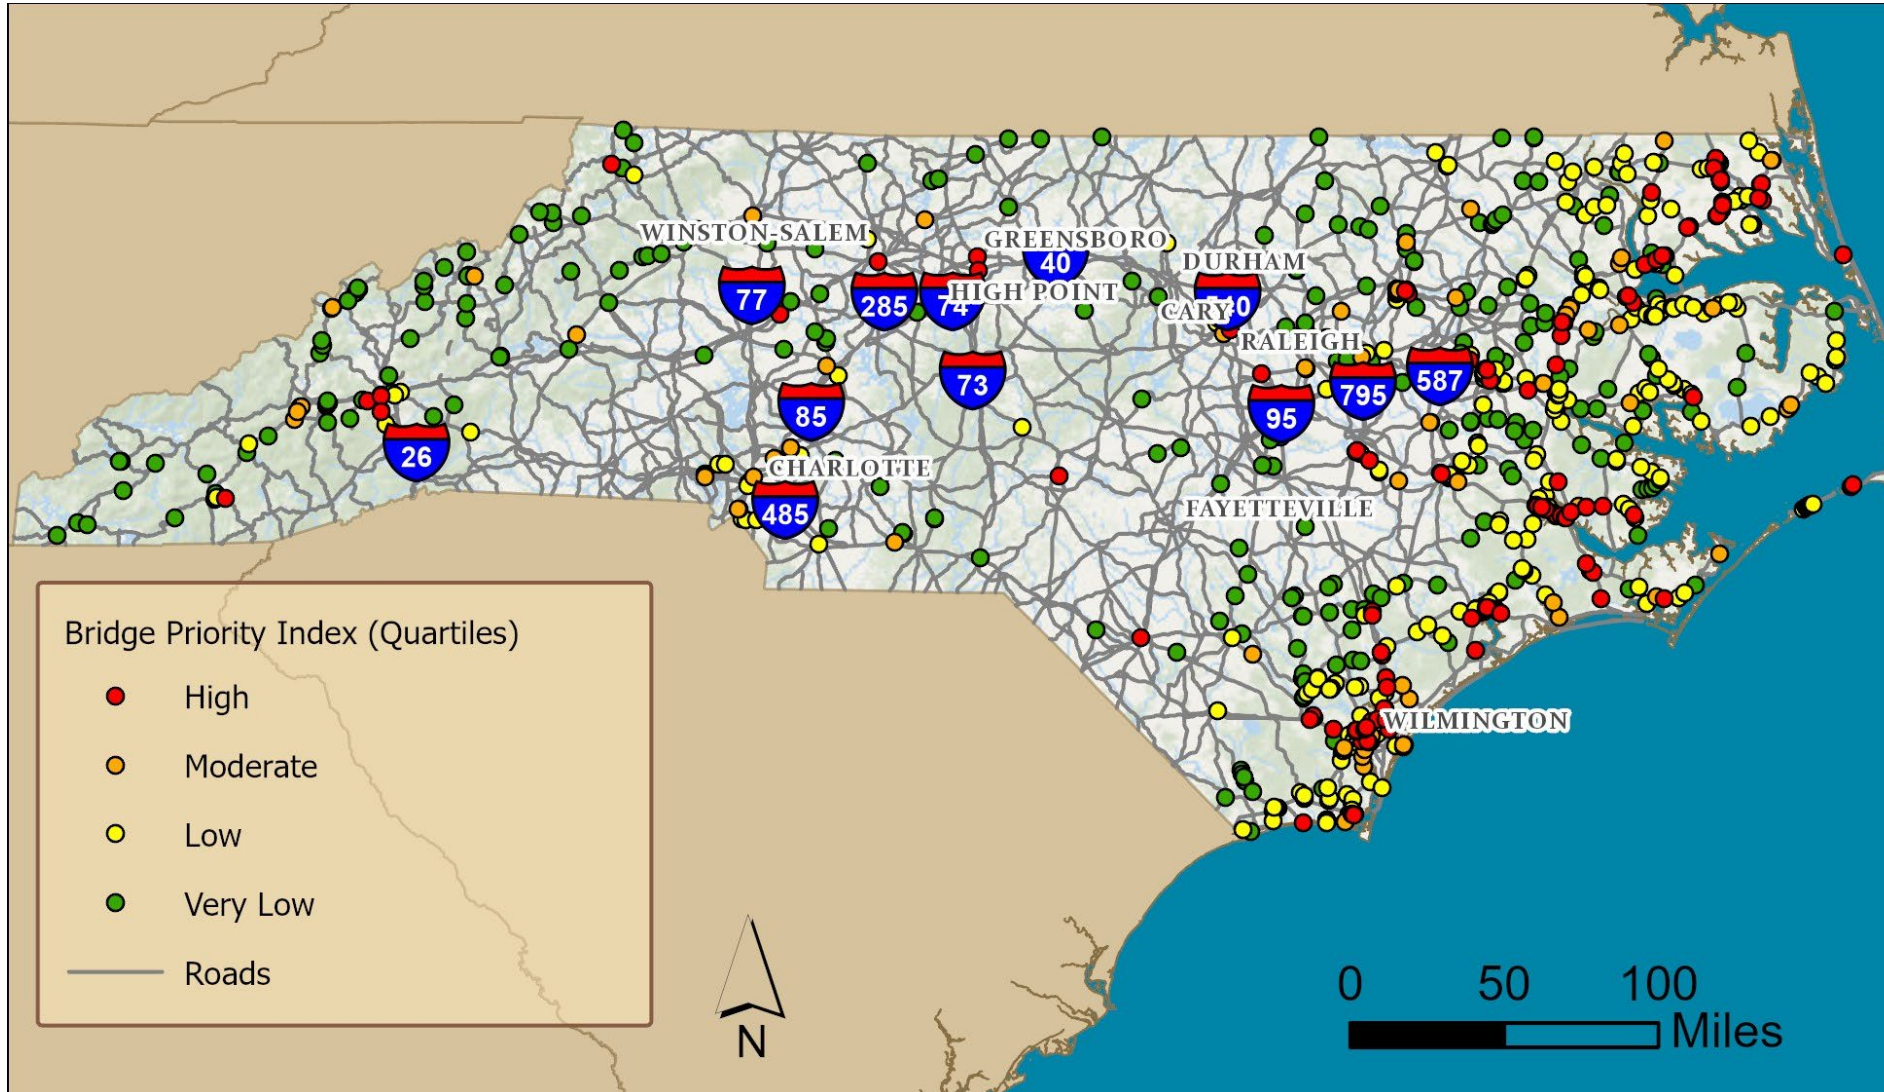 WINSTON-SALEM
GREENSBORO
40
DURHAM
77
285
74
HIGH POINT
540
CARY
RALEIGH
73
587
795
85
95
26
CHARLOTTE
485
FAYETTEVILLE
WILMINGTON
Bridge Priority Index (Quartiles)
High
Moderate
Low
Very Low
Roads
N
0 50 100
Miles